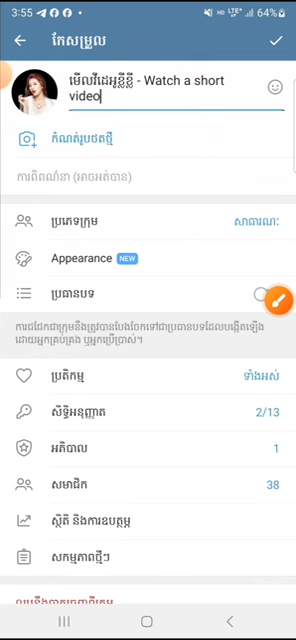 3:55
64%
កែសម្រួល
មើលវីដេអូខ្លីខ្លី - Watch a short
video
កំណត់រូបថតថ្មី
ការពិពណ៌នា (អាចអត់បាន)
ប្រភេទក្រុម សាធារណៈ
Appearance NEW
ប្រធានបទ
ការជជែកជាក្រុមនឹងត្រូវបានបែងចែកទៅជាប្រធានបទដែលបង្កើតឡើង
ដោយអ្នកគ្រប់គ្រង ឬអ្នកប្រើប្រាស់។
ប្រតិកម្ម ទាំងអស់
សិទ្ធិអនុញ្ញាត 2/13
អភិបាល 1
សមាជិក 38
ស្ថិតិ និងការឧបត្ថម្ភ
សកម្មភាពថ្មីៗ